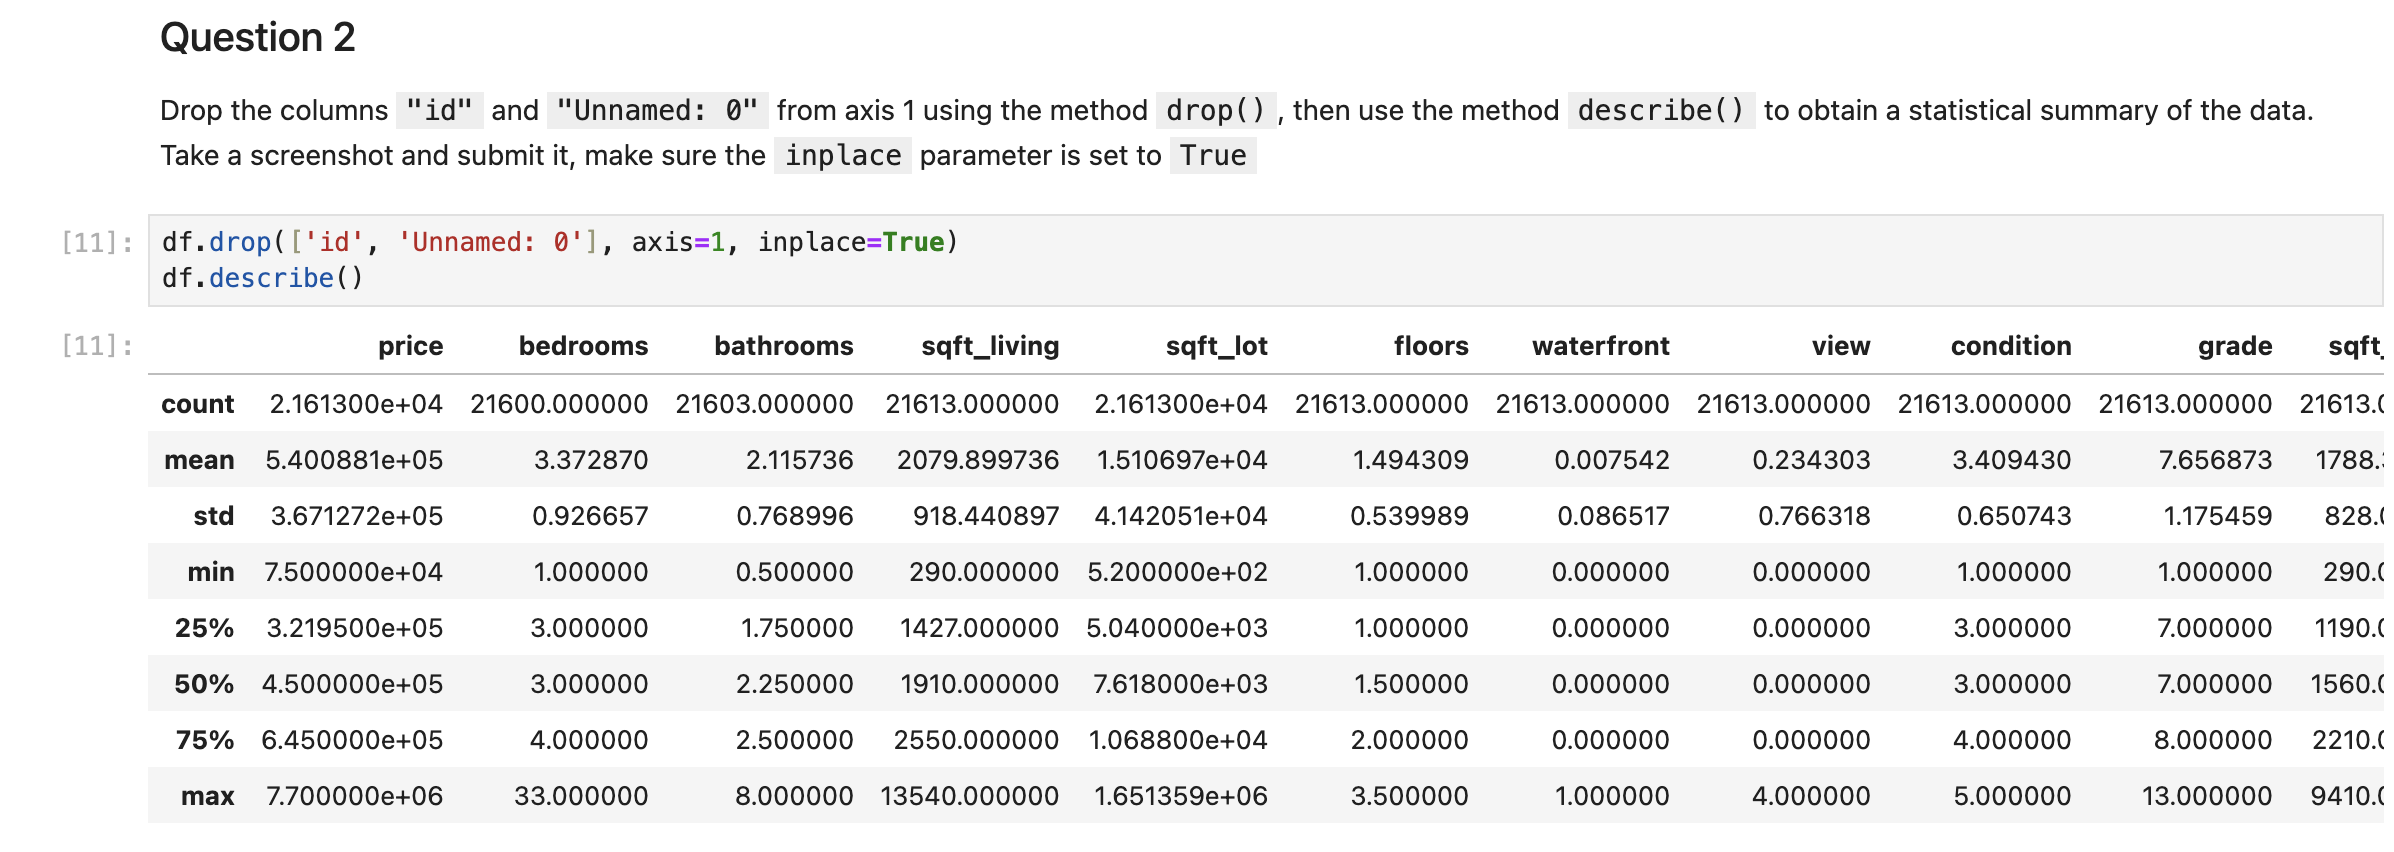 Question 2
Drop the columns "id" and "Unnamed: 0" from axis 1 using the method drop(), then use the method describe() to obtain a statistical summary of the data.
Take a screenshot and submit it, make sure the inplace parameter is set to True
[11]: df.drop(['id', 'Unnamed: 0'], axis=1, inplace=True)
df.describe()
[11]: price bedrooms bathrooms sqft_living sqft_lot floors waterfront view condition grade sqft_
count 2.161300e+04 21600.000000 21603.000000 21613.000000 2.161300e+04 21613.000000 21613.000000 21613.000000 21613.000000 21613.000000 21613.0
mean 5.400881e+05 3.372870 2.115736 2079.899736 1.510697e+04 1.494309 0.007542 0.234303 3.409430 7.656873 1788.
std 3.671272e+05 0.926657 0.768996 918.440897 4.142051e+04 0.539989 0.086517 0.766318 0.650743 1.175459 828.0
min 7.500000e+04 1.000000 0.500000 290.000000 5.200000e+02 1.000000 0.000000 0.000000 1.000000 1.000000 290.0
25% 3.219500e+05 3.000000 1.750000 1427.000000 5.040000e+03 1.000000 0.000000 0.000000 3.000000 7.000000 1190.0
50% 4.500000e+05 3.000000 2.250000 1910.000000 7.618000e+03 1.500000 0.000000 0.000000 3.000000 7.000000 1560.0
75% 6.450000e+05 4.000000 2.500000 2550.000000 1.068800e+04 2.000000 0.000000 0.000000 4.000000 8.000000 2210.0
max 7.700000e+06 33.000000 8.000000 13540.000000 1.651359e+06 3.500000 1.000000 4.000000 5.000000 13.000000 9410.0